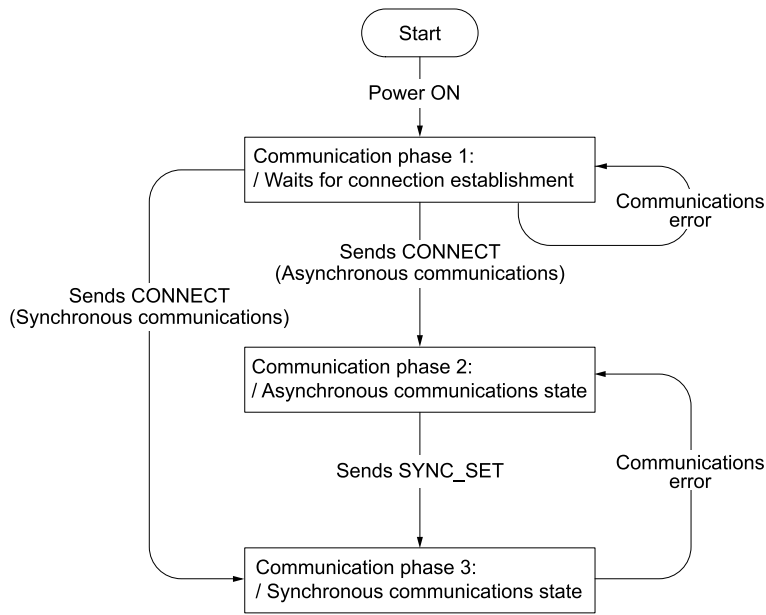 Start
Power ON
Communication phase 1:
/ Waits for connection establishment
Communications
error
Sends CONNECT
(Asynchronous communications)
Sends CONNECT
(Synchronous communications)
Communication phase 2:
/ Asynchronous communications state
Sends SYNC_SET
Communications
error
Communication phase 3:
/ Synchronous communications state